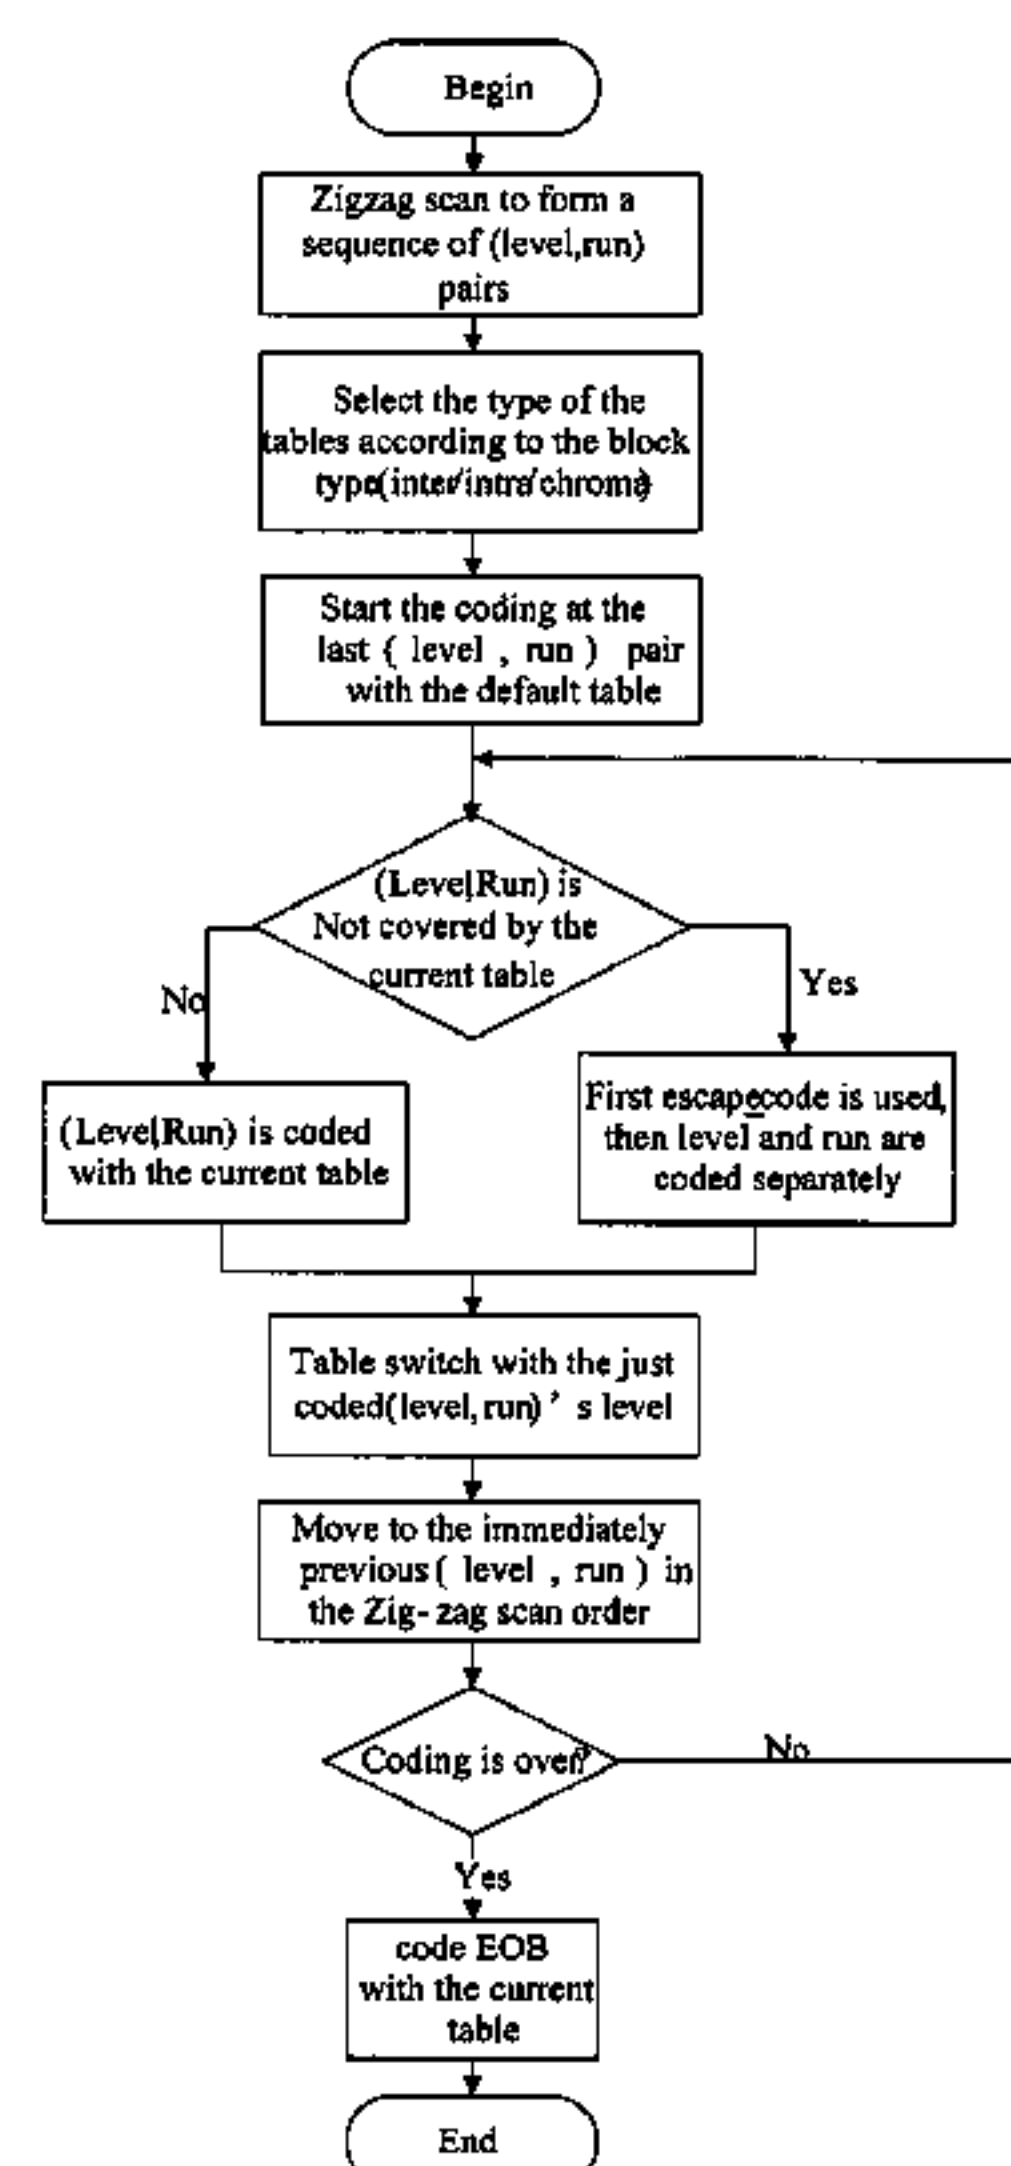 Begin
Zigzag scan to form a
sequence of (level,run)
pairs
Select the type of the
tables according to the block
type(inter/intra/chroma)
Start the coding at the
last ( level , run ) pair
with the default table
(Level,Run) is
Not covered by the
current table
No
Yes
(Level,Run) is coded
with the current table
First escape_code is used,
then level and run are
coded separately
Table switch with the just
coded(level,run)’ s level
Move to the immediately
previous( level , run ) in
the Zig-zag scan order
Coding is over?
No
Yes
code EOB
with the current
table
End